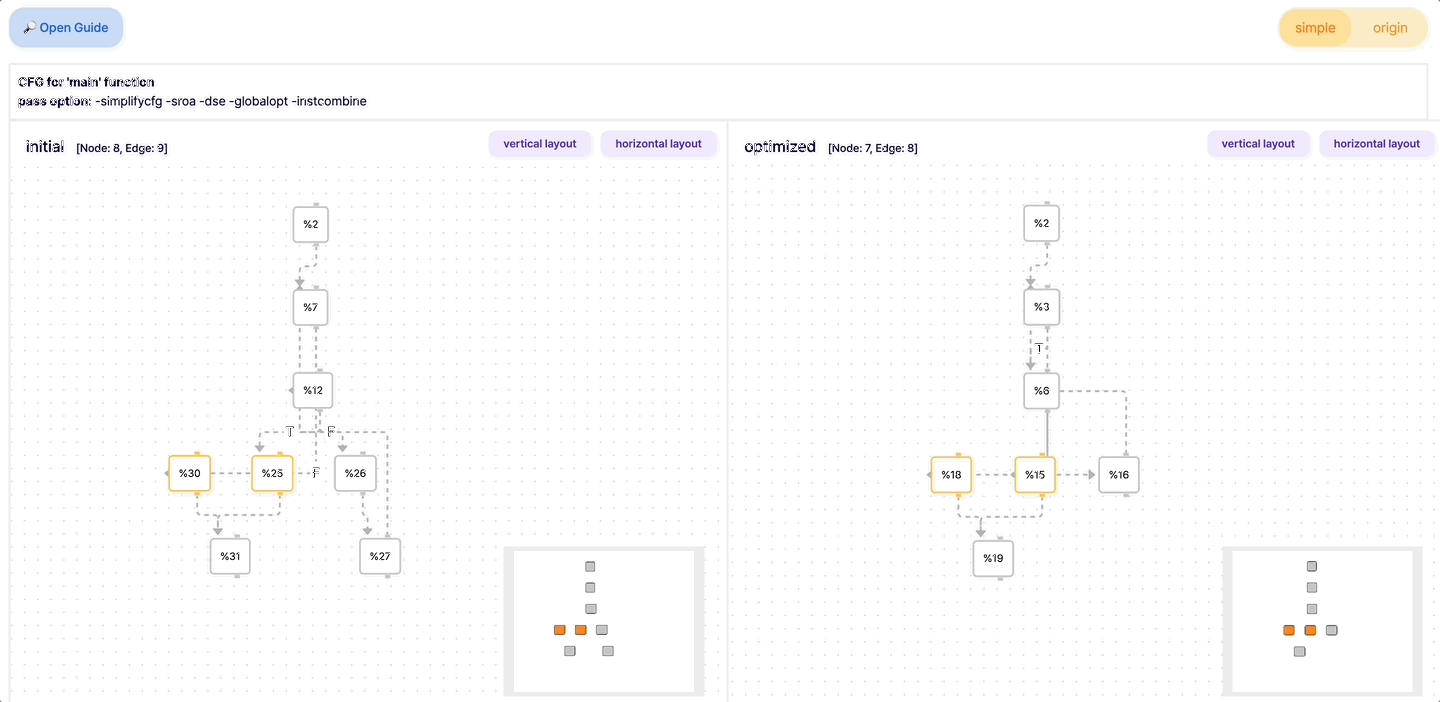 🔎 Open Guide
simple origin
CFG for 'main' function
pass option: -simplifycfg -sroa -dse -globalopt -instcombine
initial [Node: 8, Edge: 9] vertical layout horizontal layout
%2
%7
%12
T F
%30 %25 F %26
%31 %27
optimized [Node: 7, Edge: 8] vertical layout horizontal layout
%2
%3
T
%6
%18 %15 %16
%19